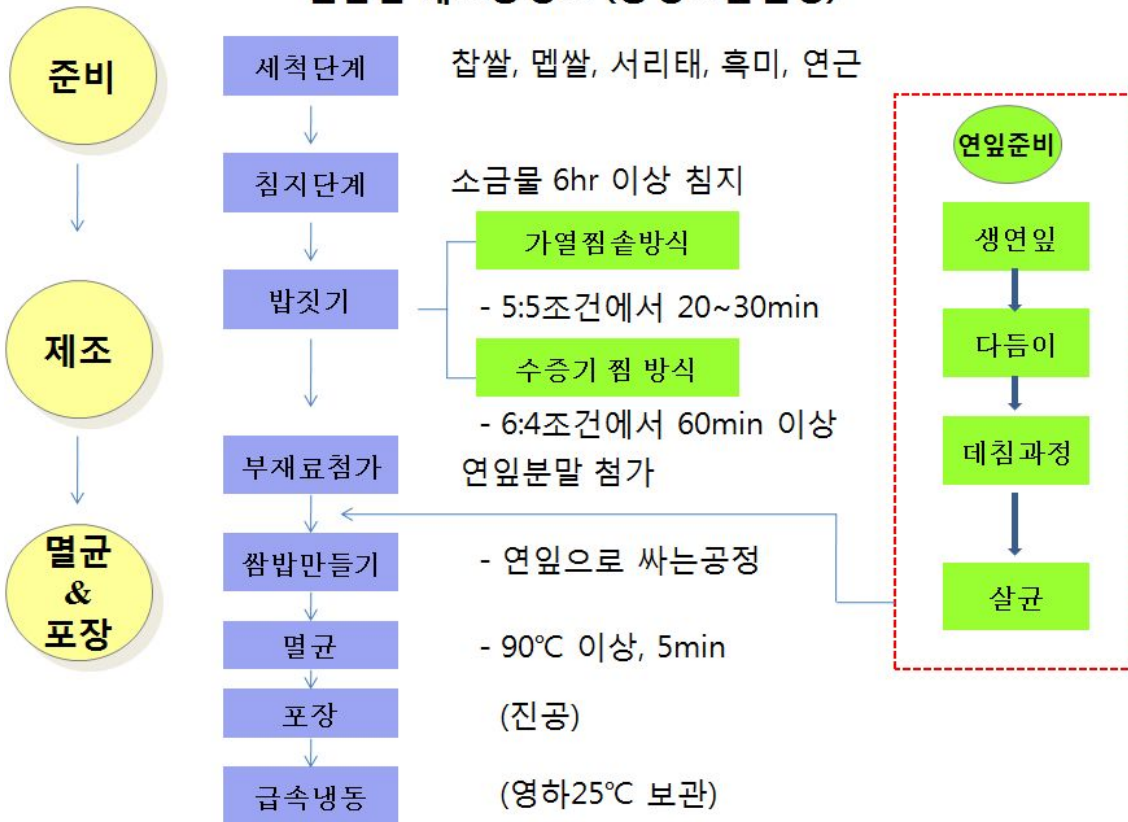 준비
제조
멸균
&
포장
세척단계
찹쌀, 멥쌀, 서리태, 흑미, 연근
침지단계
소금물 6hr 이상 침지
밥짓기
가열찜솥방식
- 5:5조건에서 20~30min
수증기 찜 방식
- 6:4조건에서 60min 이상
부재료첨가
연잎분말 첨가
쌈밥만들기
- 연잎으로 싸는공정
멸균
- 90℃ 이상, 5min
포장
(진공)
급속냉동
(영하25℃ 보관)
연잎준비
생연잎
다듬이
데침과정
살균